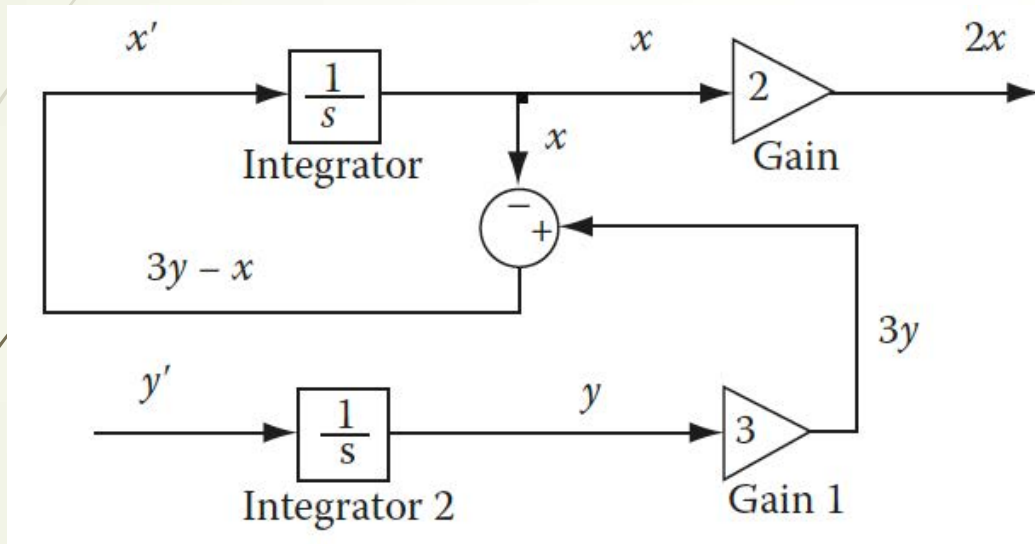 x′
x
2x
1
s
2
Integrator
x
Gain
−
+
3y – x
3y
y′
y
1
s
3
Integrator 2
Gain 1